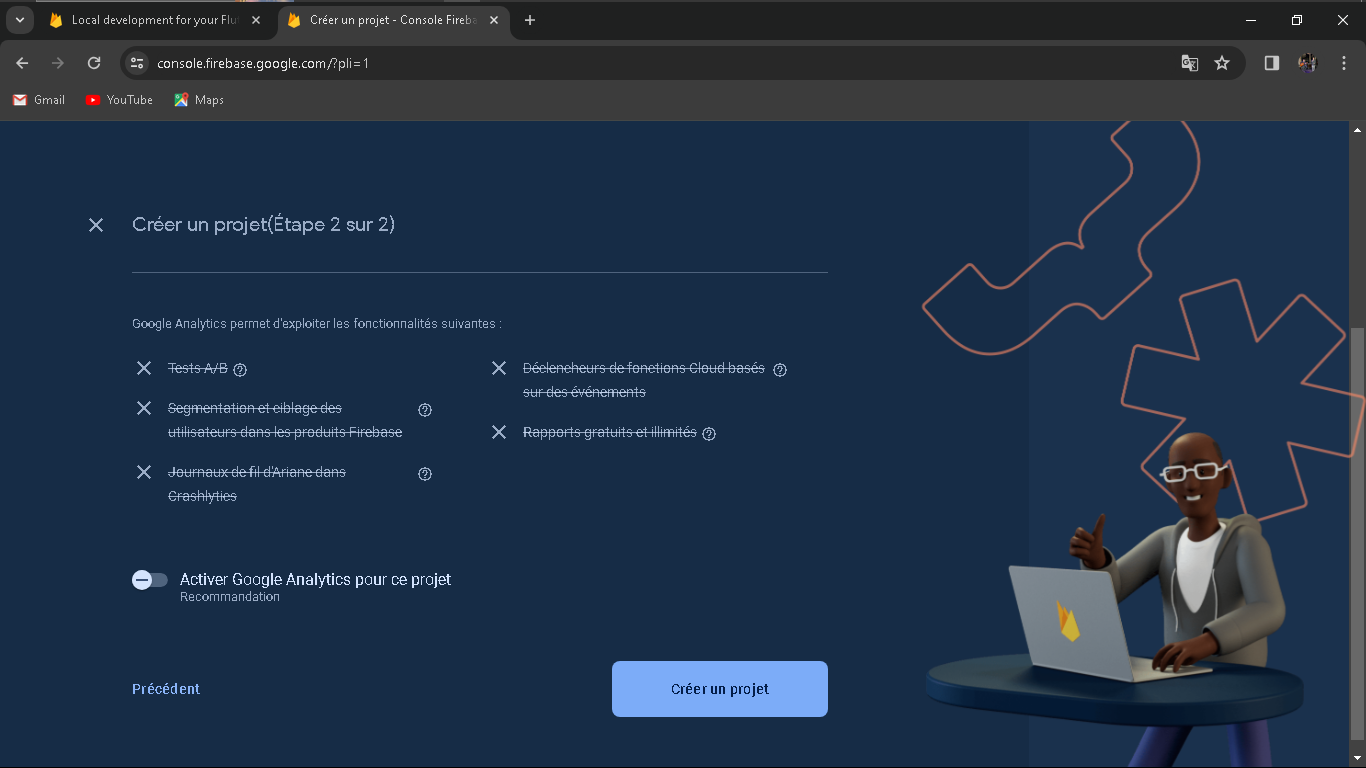 Local development for your Flu
Créer un projet - Console Fireba
console.firebase.google.com/?pli=1
Gmail
YouTube
Maps
Créer un projet(Étape 2 sur 2)
Google Analytics permet d'exploiter les fonctionnalités suivantes :
Tests A/B
Segmentation et ciblage des
utilisateurs dans les produits Firebase
Journaux de fil d'Ariane dans
Crashlytics
Déclencheurs de fonctions Cloud basés
sur des événements
Rapports gratuits et illimités
Activer Google Analytics pour ce projet
Recommandation
Précédent
Créer un projet